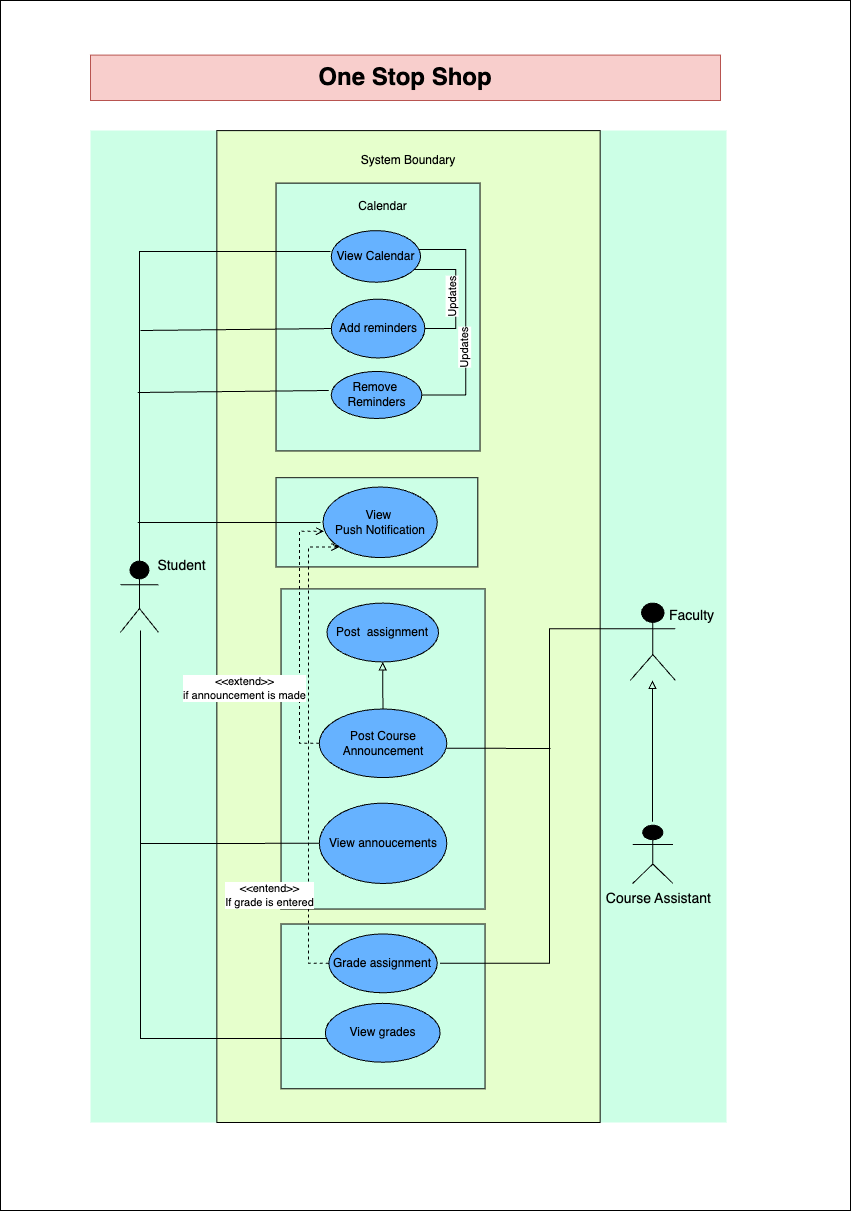 One Stop Shop
System Boundary
Calendar
View Calendar
Updates
Add reminders
Updates
Remove
Reminders
View
Push Notification
Student
Post assignment
Faculty
<<extend>>
if announcement is made
Post Course
Announcement
View annoucements
<<entend>>
If grade is entered
Course Assistant
Grade assignment
View grades